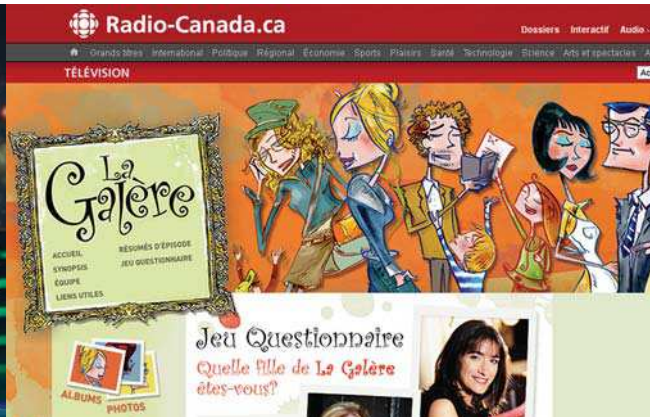 Radio-Canada.ca
Dossiers Interactif Audio
Grands titres International Politique Régional Économie Sports Plaisirs Santé Technologie Science Arts et spectacles
TÉLÉVISION
La
Galère
ACCUEIL
SYNOPSIS
ÉQUIPE
LIENS UTILES
RÉSUMÉS D'ÉPISODE
JEU QUESTIONNAIRE
Jeu Questionnaire
Quelle fille de La Galère
êtes-vous?
ALBUMS
PHOTOS